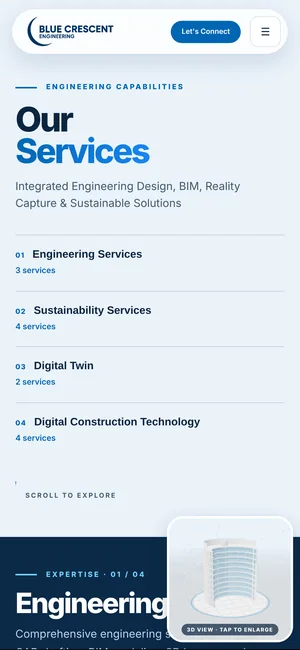 BLUE CRESCENT
ENGINEERING
Let's Connect
ENGINEERING CAPABILITIES
Our
Services
Integrated Engineering Design, BIM, Reality
Capture & Sustainable Solutions
01 Engineering Services
3 services
02 Sustainability Services
4 services
03 Digital Twin
2 services
04 Digital Construction Technology
4 services
SCROLL TO EXPLORE
EXPERTISE · 01 / 04
Engineering
Comprehensive engineering
3D VIEW · TAP TO ENLARGE